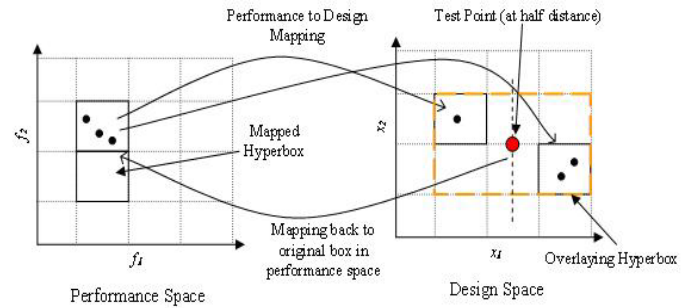 Performance to Design
Mapping
Test Point (at half distance)
f2
Mapped
Hyperbox
x2
Mapping back to
original box in
performance space
f1
x1
Overlaying Hyperbox
Performance Space
Design Space